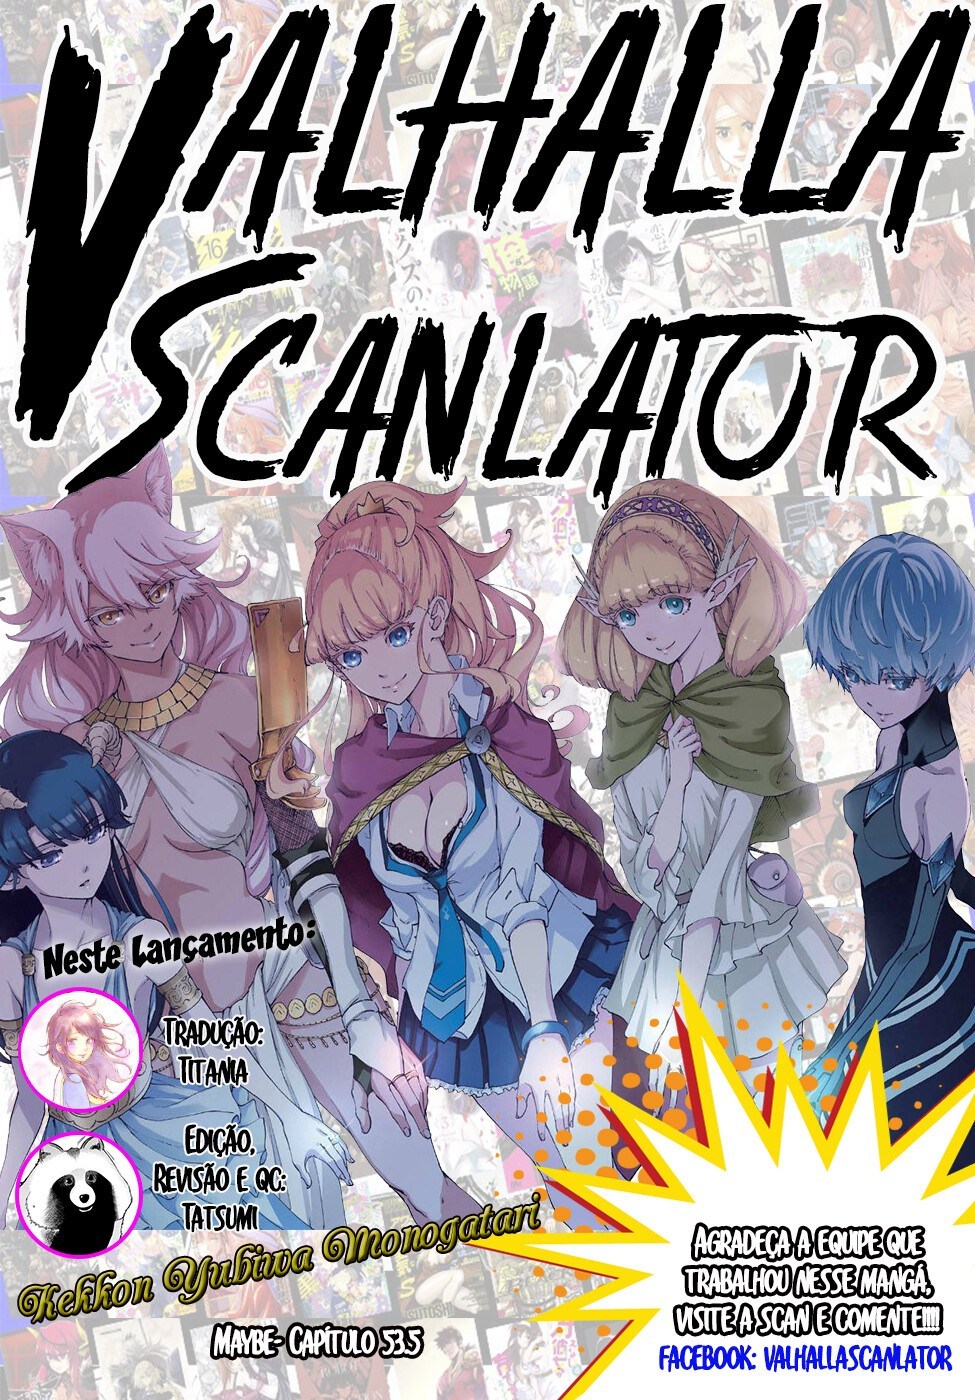 VALHALLA
SCANLATOR
Neste Lançamento:
TRADUÇÃO:
TITANIA
EDIÇÃO,
REVISÃO E QC:
TATSUMI
Kekkon Yubiwa Monogatari
MAYBE- CAPÍTULO 53.5
AGRADEÇA A EQUIPE QUE
TRABALHOU NESSE MANGÁ,
VISITE A SCAN E COMENTE!!!!
FACEBOOK: VALHALLASCANLATOR